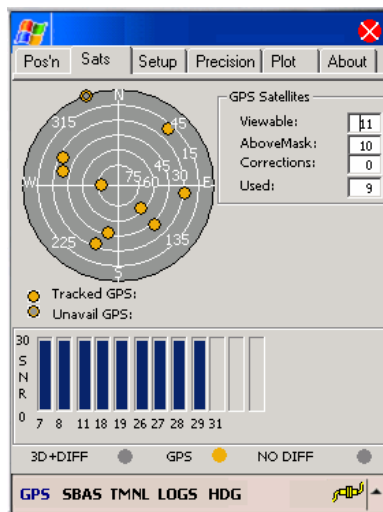 Pos'n Sats Setup Precision Plot About
GPS Satellites
Viewable: 11
AboveMask: 10
Corrections: 0
Used: 9
N
315 45
15
45 30
W 75 60 E
225 135
S
Tracked GPS:
Unavail GPS:
30
S
N
R
0
7 8 11 18 19 26 27 28 29 31
3D+DIFF GPS NO DIFF
GPS SBAS TMNL LOGS HDG